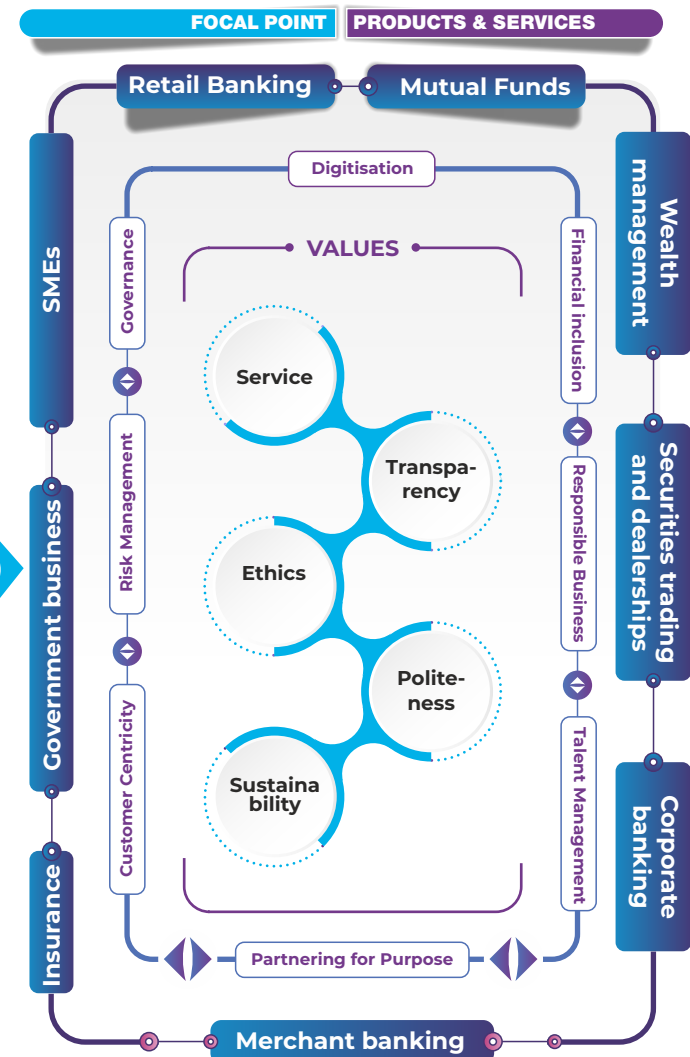 FOCAL POINT
PRODUCTS & SERVICES
Retail Banking
Mutual Funds
SMEs
Government business
Insurance
Wealth
management
Securities trading
and dealerships
Corporate
banking
Merchant banking
Digitisation
Governance
Risk Management
Customer Centricity
Financial inclusion
Responsible Business
Talent Management
Partnering for Purpose
VALUES
Service
Transpa-
rency
Ethics
Polite-
ness
Sustaina
bility